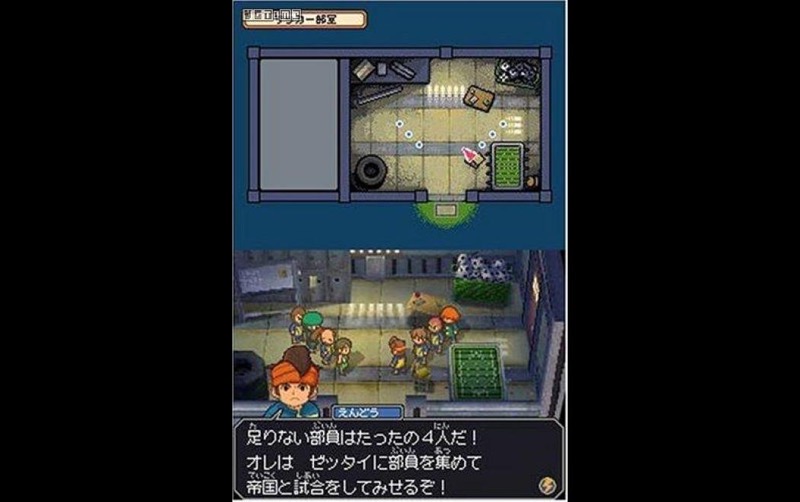 サッカー部室
えんどう
足りない部員はたったの４人だ！
オレは ゼッタイに部員を集めて
帝国と試合をしてみせるぞ！